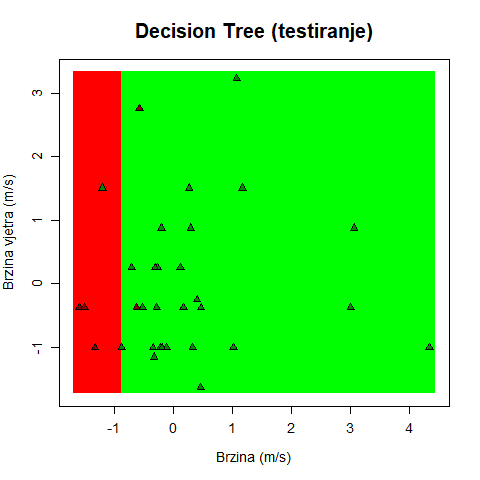 Decision Tree (testiranje)
3
2
1
0
-1
Brzina vjetra (m/s)
-1 0 1 2 3 4
Brzina (m/s)